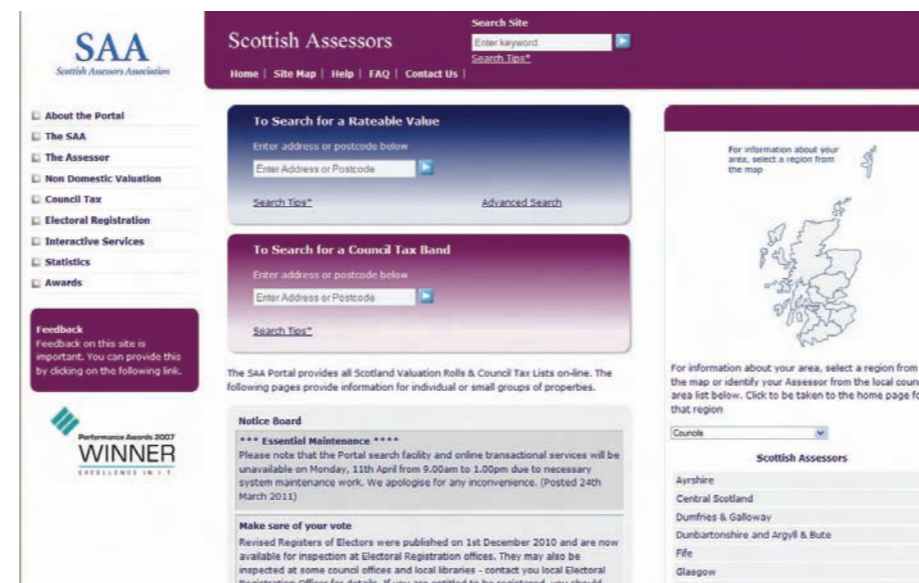 SAA
Scottish Assessors Association
Scottish Assessors
Search Site
Enter keyword
Search Tips*
Home | Site Map | Help | FAQ | Contact Us |
About the Portal
The SAA
The Assessor
Non Domestic Valuation
Council Tax
Electoral Registration
Interactive Services
Statistics
Awards
Feedback
Feedback on this site is
important. You can provide this
by clicking on the following link.
Performance Awards 2007
WINNER
EXCELLENCE IN I.T.
To Search for a Rateable Value
Enter address or postcode below
Enter Address or Postcode
Search Tips*
Advanced Search
To Search for a Council Tax Band
Enter address or postcode below
Enter Address or Postcode
Search Tips*
The SAA Portal provides all Scotland Valuation Rolls & Council Tax Lists on-line. The
following pages provide information for individual or small groups of properties.
Notice Board
*** Essential Maintenance ****
Please note that the Portal search facility and online transactional services will be
unavailable on Monday, 11th April from 9.00am to 1.00pm due to necessary
system maintenance work. We apologise for any inconvenience. (Posted 24th
March 2011)
Make sure of your vote
Revised Registers of Electors were published on 1st December 2010 and are now
available for inspection at Electoral Registration offices. They may also be
inspected at some council offices and local libraries - contact you local Electoral
Registration Officer for details. If you are entitled to be registered, you should
For information about your
area, select a region from
the map
For information about your area, select a region from
the map or identify your Assessor from the local coun
area list below. Click to be taken to the home page fo
that region
Councils
Scottish Assessors
Ayrshire
Central Scotland
Dumfries & Galloway
Dunbartonshire and Argyll & Bute
Fife
Glasgow